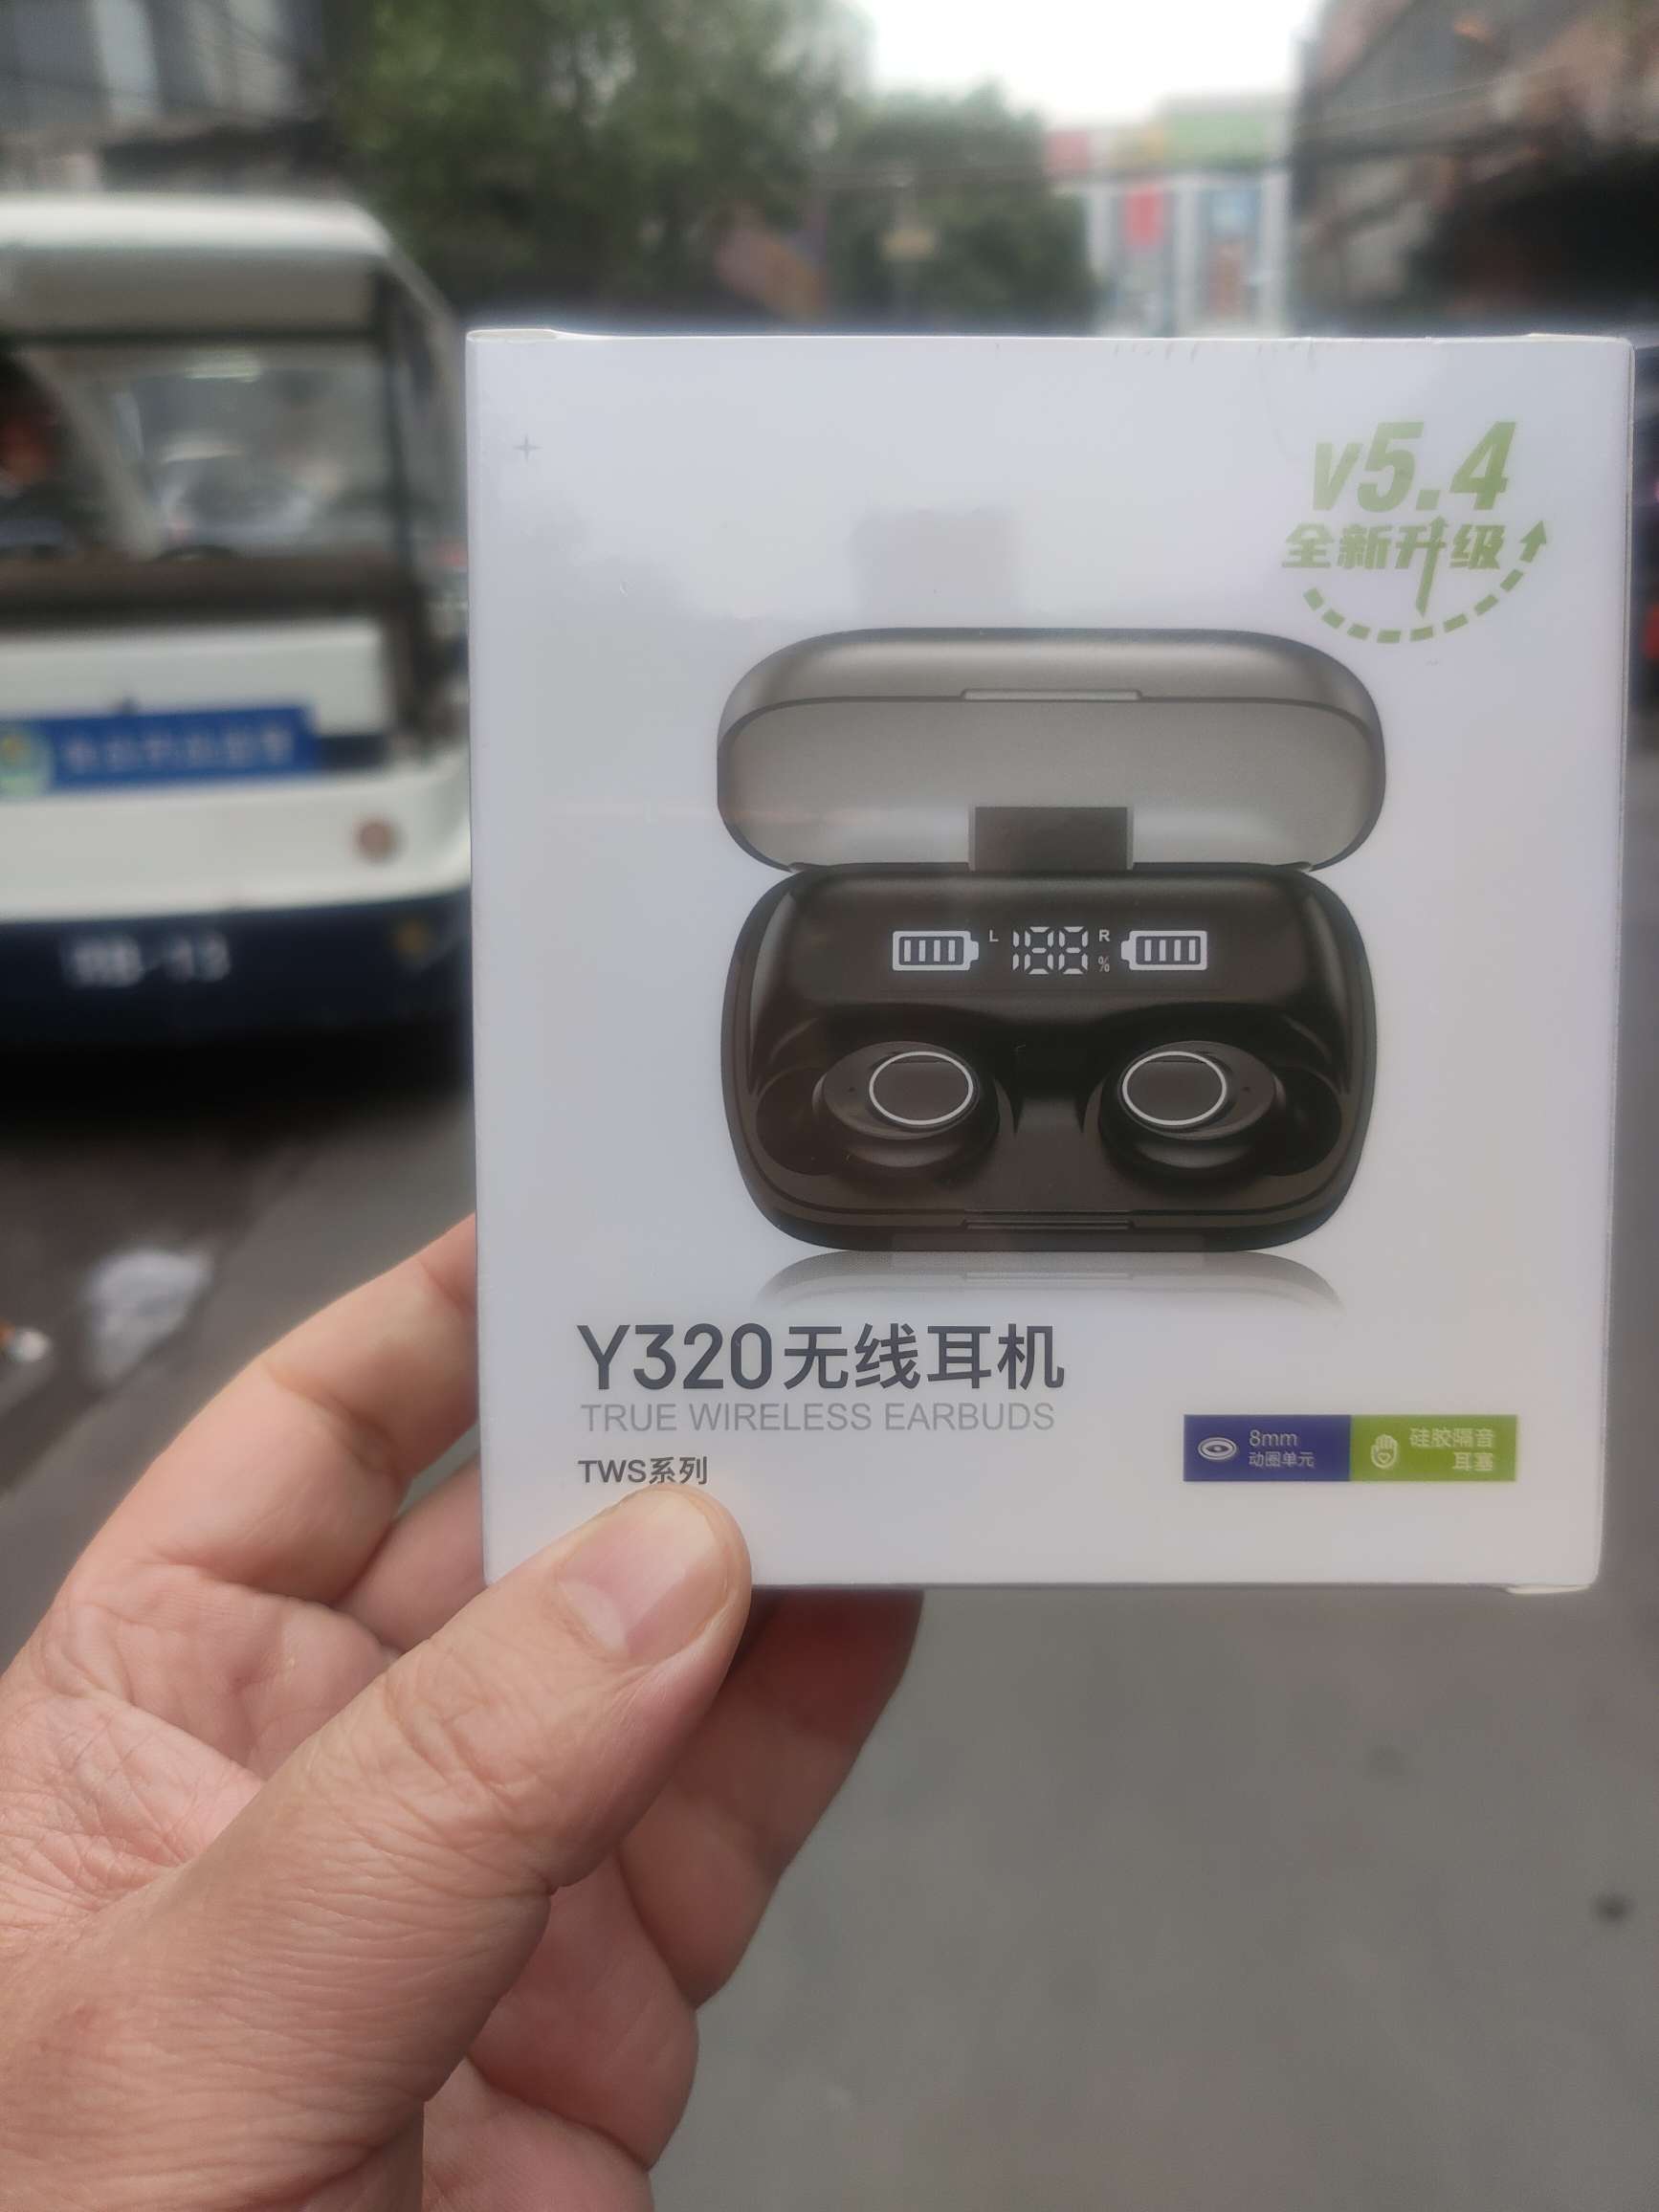 v5.4
全新升级
L 188 R
%
Y320无线耳机
TRUE WIRELESS EARBUDS
TWS系列
8mm
动圈单元
硅胶隔音
耳塞